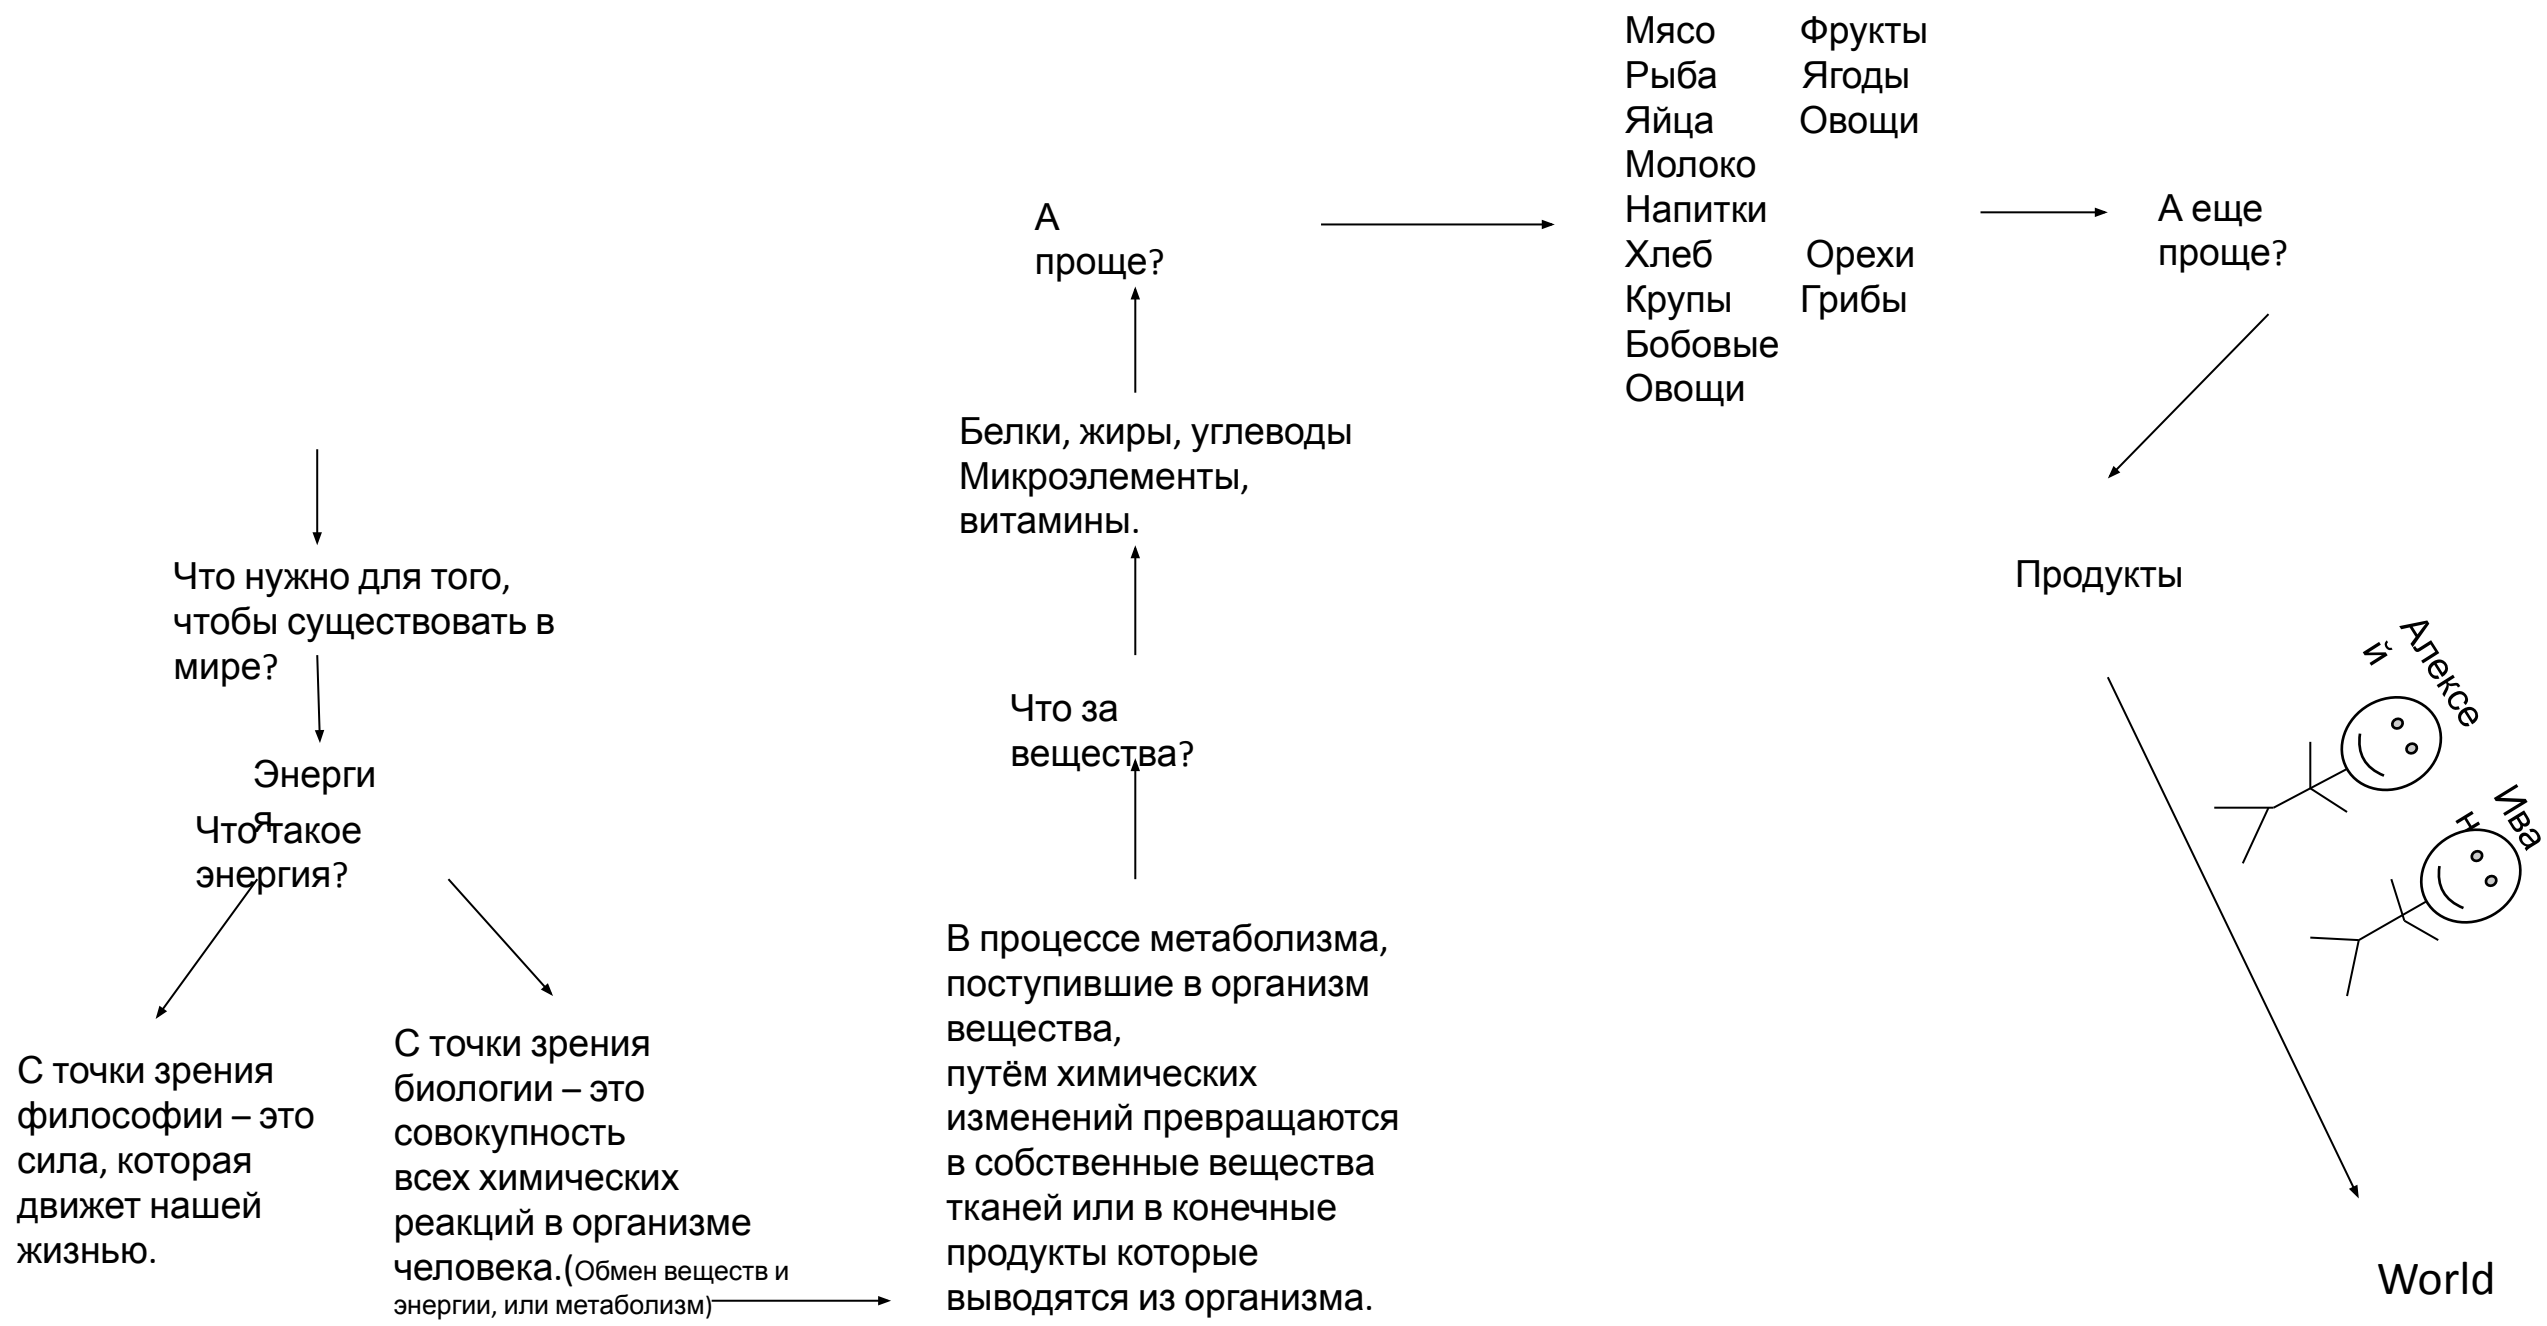 Что нужно для того,
чтобы существовать в
мире?
Энерги
я
Что такое
энергия?
С точки зрения
философии – это
сила, которая
движет нашей
жизнью.
С точки зрения
биологии – это
совокупность
всех химических
реакций в организме
человека.(Обмен веществ и
энергии, или метаболизм)
В процессе метаболизма,
поступившие в организм
вещества,
путём химических
изменений превращаются
в собственные вещества
тканей или в конечные
продукты которые
выводятся из организма.
Что за
вещества?
Белки, жиры, углеводы
Микроэлементы,
витамины.
А
проще?
Мясо Фрукты
Рыба Ягоды
Яйца Овощи
Молоко
Напитки
Хлеб Орехи
Крупы Грибы
Бобовые
Овощи
А еще
проще?
Продукты
Алексе
й
Ива
н
World